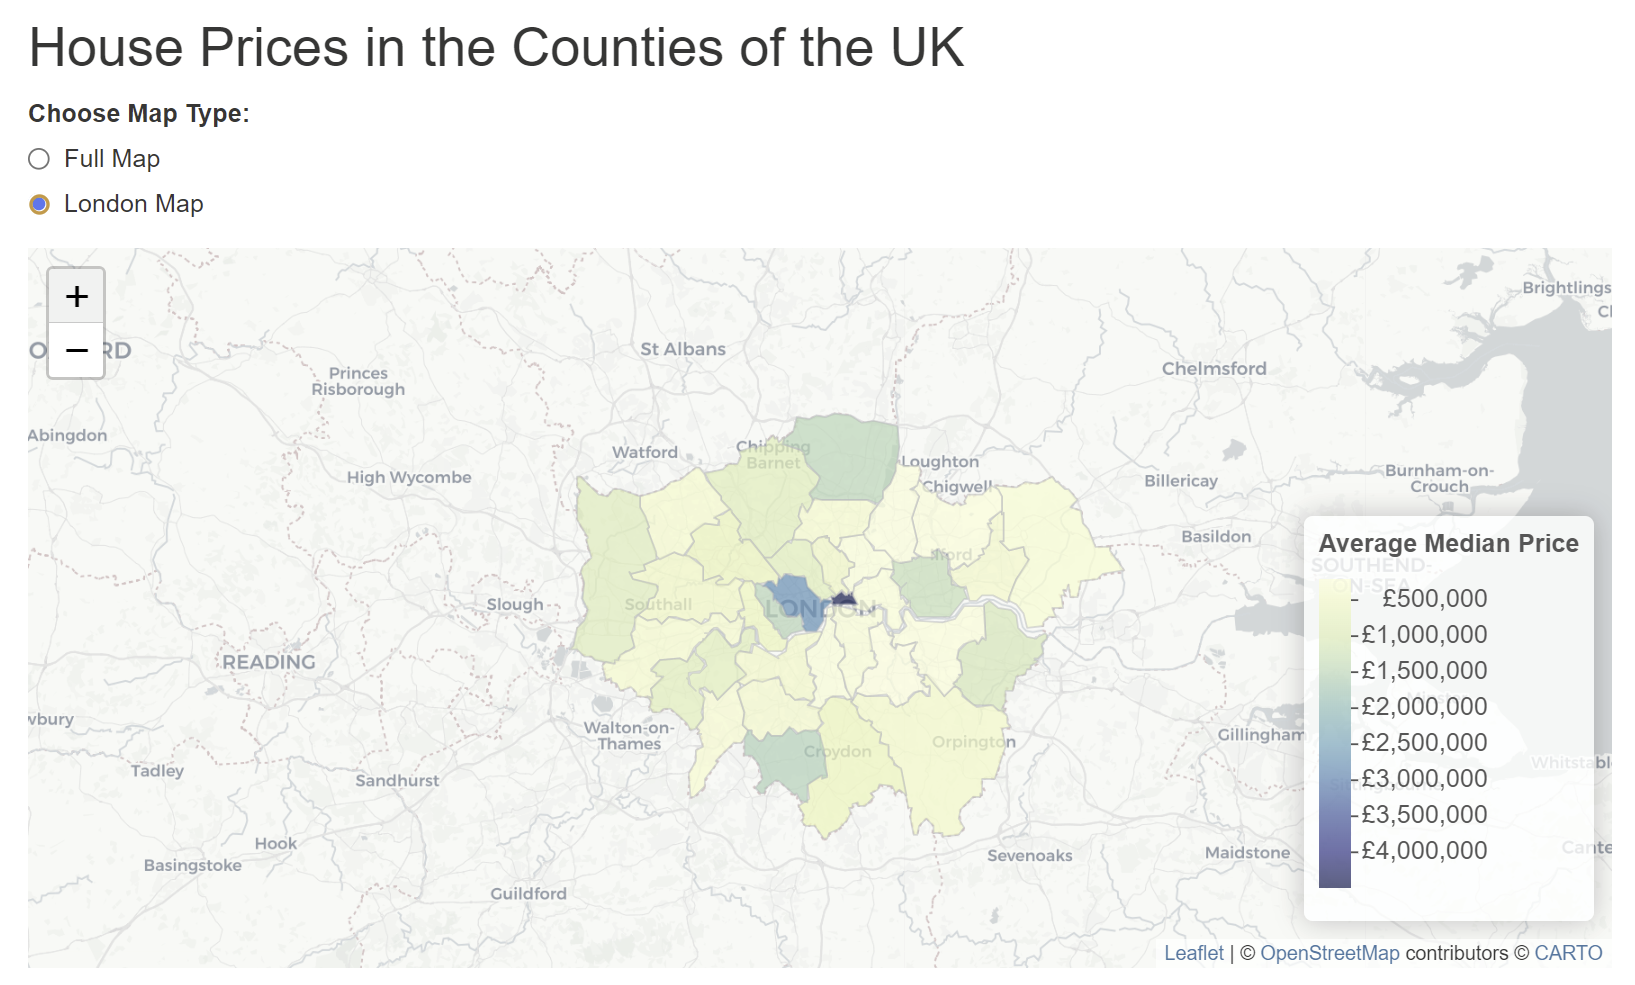 House Prices in the Counties of the UK
Choose Map Type:
Full Map
London Map
+
−
Brightlings
St Albans
RD
Princes
Risborough
Chelmsford
Abingdon
Watford
Chipping
Barnet
Loughton
High Wycombe
Chigwell
Billericay
Burnham-on-
Crouch
Basildon
Ilford
Average Median Price
SOUTHEND-
ON-SEA
Slough
Southall
LONDON
£500,000
£1,000,000
£1,500,000
£2,000,000
£2,500,000
£3,000,000
£3,500,000
£4,000,000
READING
wbury
Walton-on-
Thames
Croydon
Orpington
Gillingham
Whitstabl
Tadley
Sandhurst
Hook
Basingstoke
Sevenoaks
Maidstone
Cante
Guildford
Leaflet | © OpenStreetMap contributors © CARTO